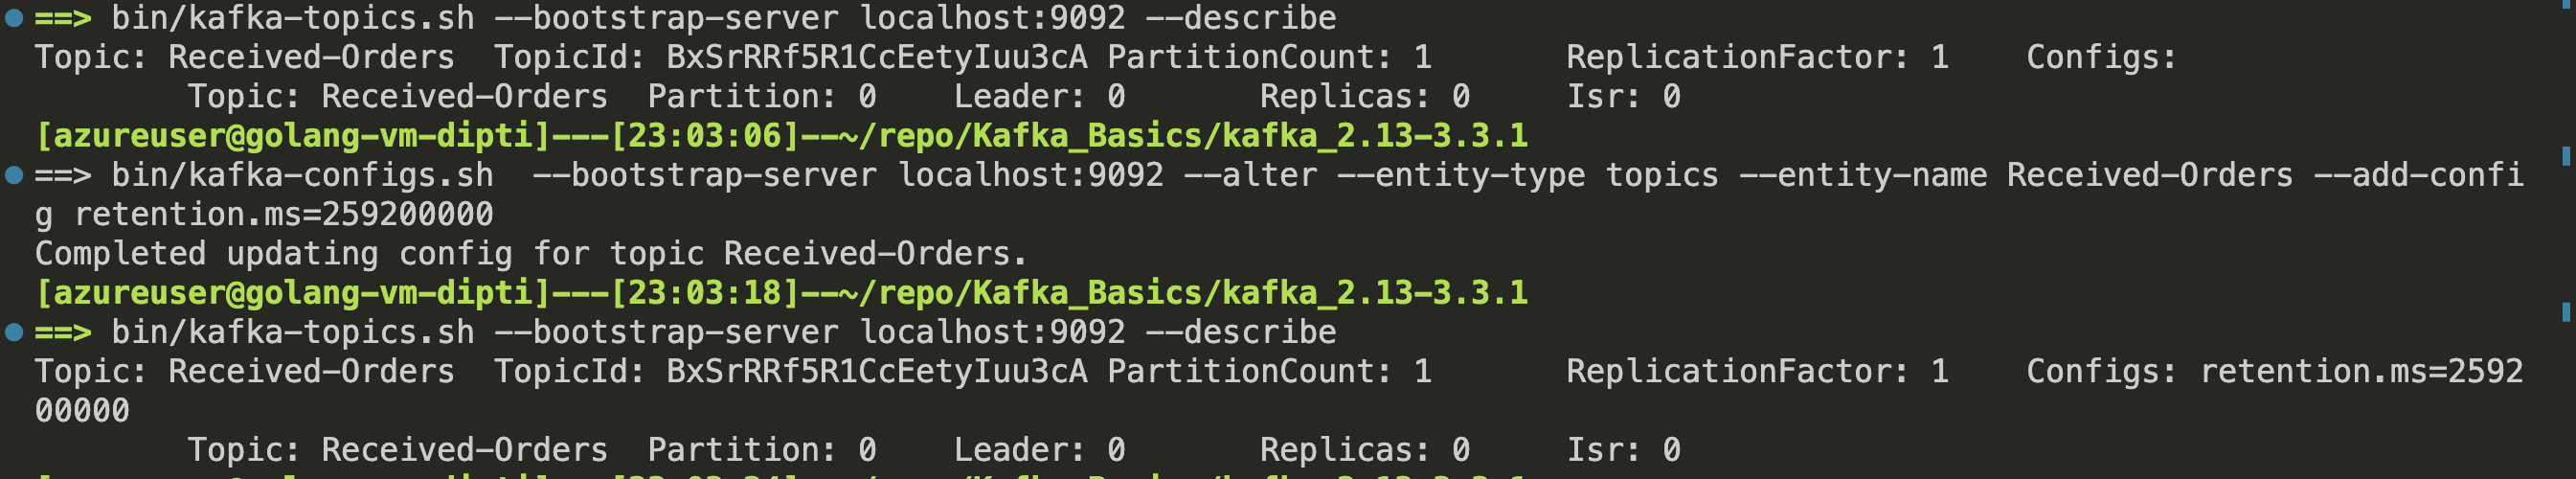 ==> bin/kafka-topics.sh --bootstrap-server localhost:9092 --describe
Topic: Received-Orders  TopicId: BxSrRRf5R1CcEetyIuu3cA PartitionCount: 1       ReplicationFactor: 1    Configs:
        Topic: Received-Orders  Partition: 0    Leader: 0       Replicas: 0     Isr: 0
[azureuser@golang-vm-dipti]---[23:03:06]--~/repo/Kafka_Basics/kafka_2.13-3.3.1
==> bin/kafka-configs.sh  --bootstrap-server localhost:9092 --alter --entity-type topics --entity-name Received-Orders --add-confi
g retention.ms=259200000
Completed updating config for topic Received-Orders.
[azureuser@golang-vm-dipti]---[23:03:18]--~/repo/Kafka_Basics/kafka_2.13-3.3.1
==> bin/kafka-topics.sh --bootstrap-server localhost:9092 --describe
Topic: Received-Orders  TopicId: BxSrRRf5R1CcEetyIuu3cA PartitionCount: 1       ReplicationFactor: 1    Configs: retention.ms=2592
00000
        Topic: Received-Orders  Partition: 0    Leader: 0       Replicas: 0     Isr: 0